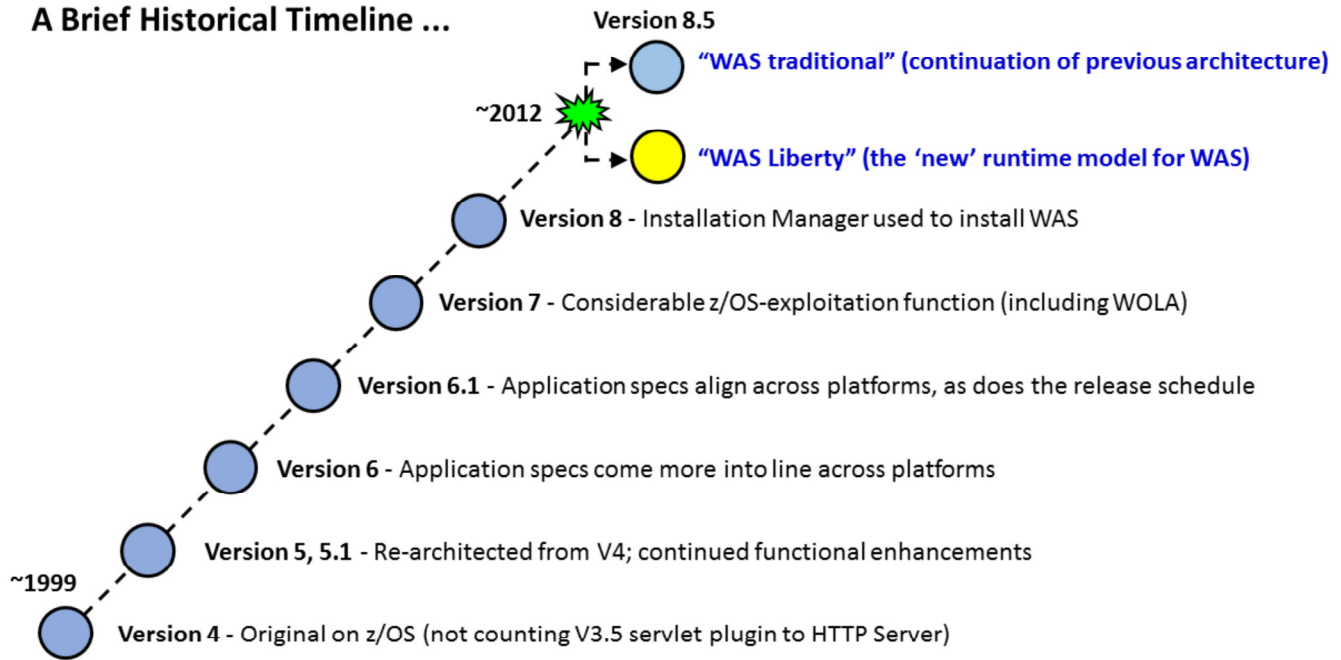 A Brief Historical Timeline ...
Version 8.5
“WAS traditional” (continuation of previous architecture)
~2012
“WAS Liberty” (the ‘new’ runtime model for WAS)
Version 8 - Installation Manager used to install WAS
Version 7 - Considerable z/OS-exploitation function (including WOLA)
Version 6.1 - Application specs align across platforms, as does the release schedule
Version 6 - Application specs come more into line across platforms
Version 5, 5.1 - Re-architected from V4; continued functional enhancements
~1999
Version 4 - Original on z/OS (not counting V3.5 servlet plugin to HTTP Server)